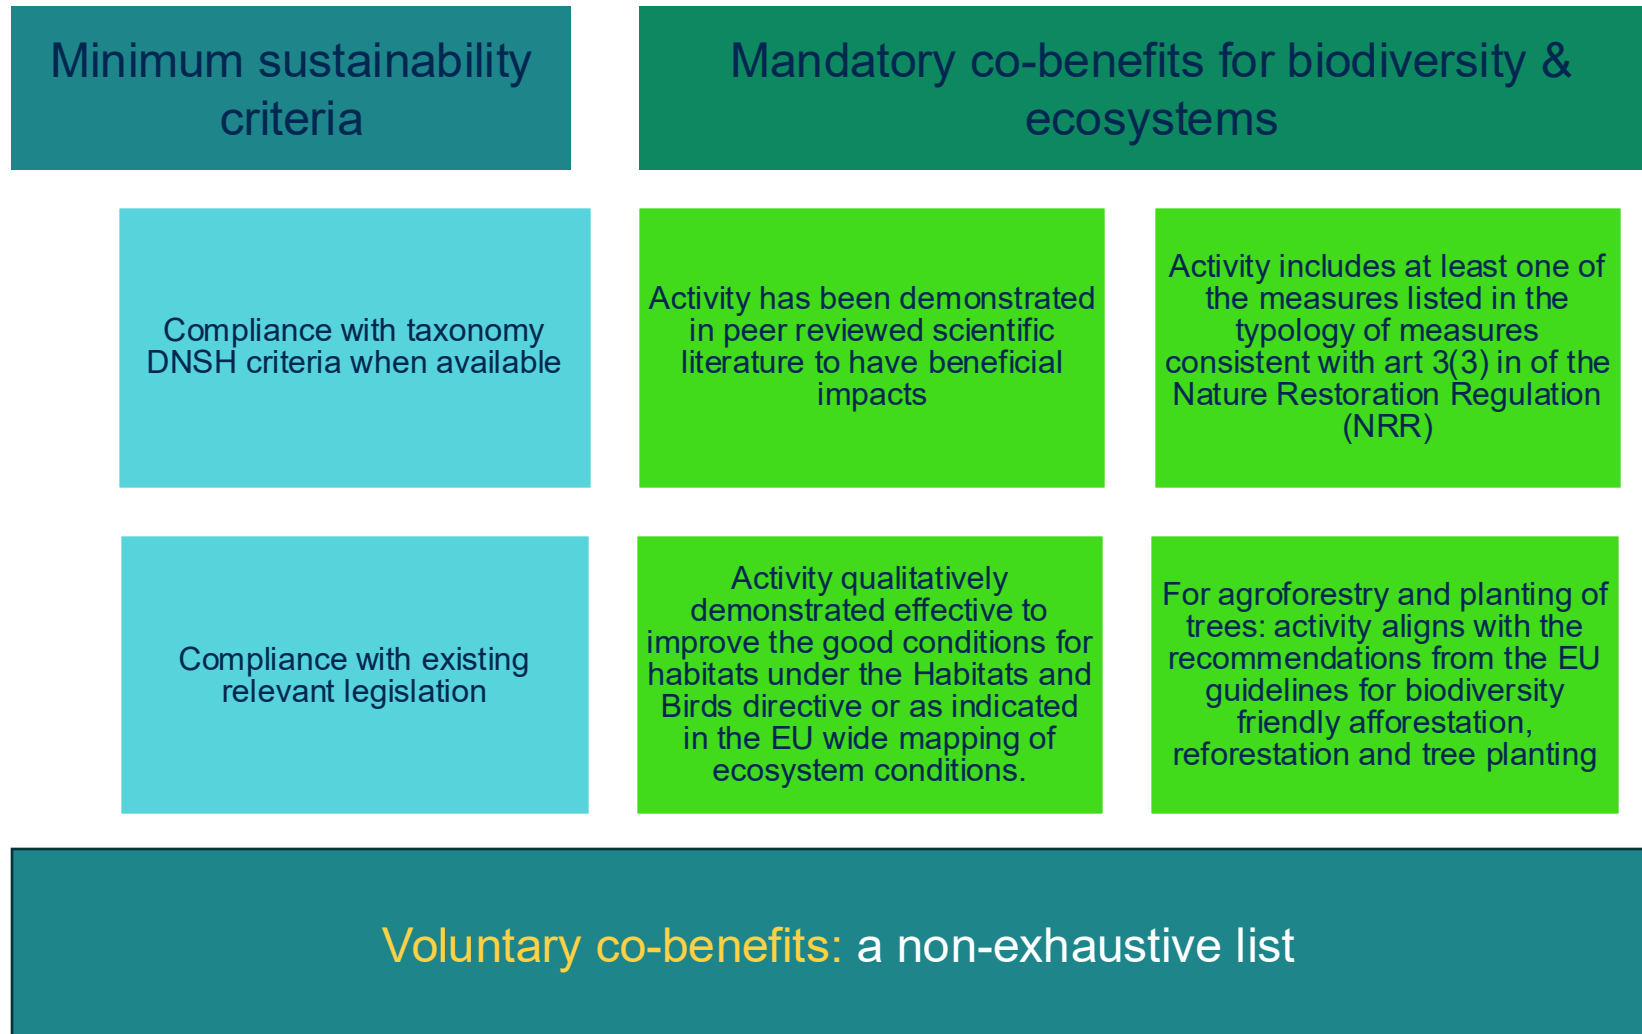 Minimum sustainability
criteria
Mandatory co-benefits for biodiversity &
ecosystems
Compliance with taxonomy
DNSH criteria when available
Activity has been demonstrated
in peer reviewed scientific
literature to have beneficial
impacts
Activity includes at least one of
the measures listed in the
typology of measures
consistent with art 3(3) in of the
Nature Restoration Regulation
(NRR)
Compliance with existing
relevant legislation
Activity qualitatively
demonstrated effective to
improve the good conditions for
habitats under the Habitats and
Birds directive or as indicated
in the EU wide mapping of
ecosystem conditions.
For agroforestry and planting of
trees: activity aligns with the
recommendations from the EU
guidelines for biodiversity
friendly afforestation,
reforestation and tree planting
Voluntary co-benefits: a non-exhaustive list